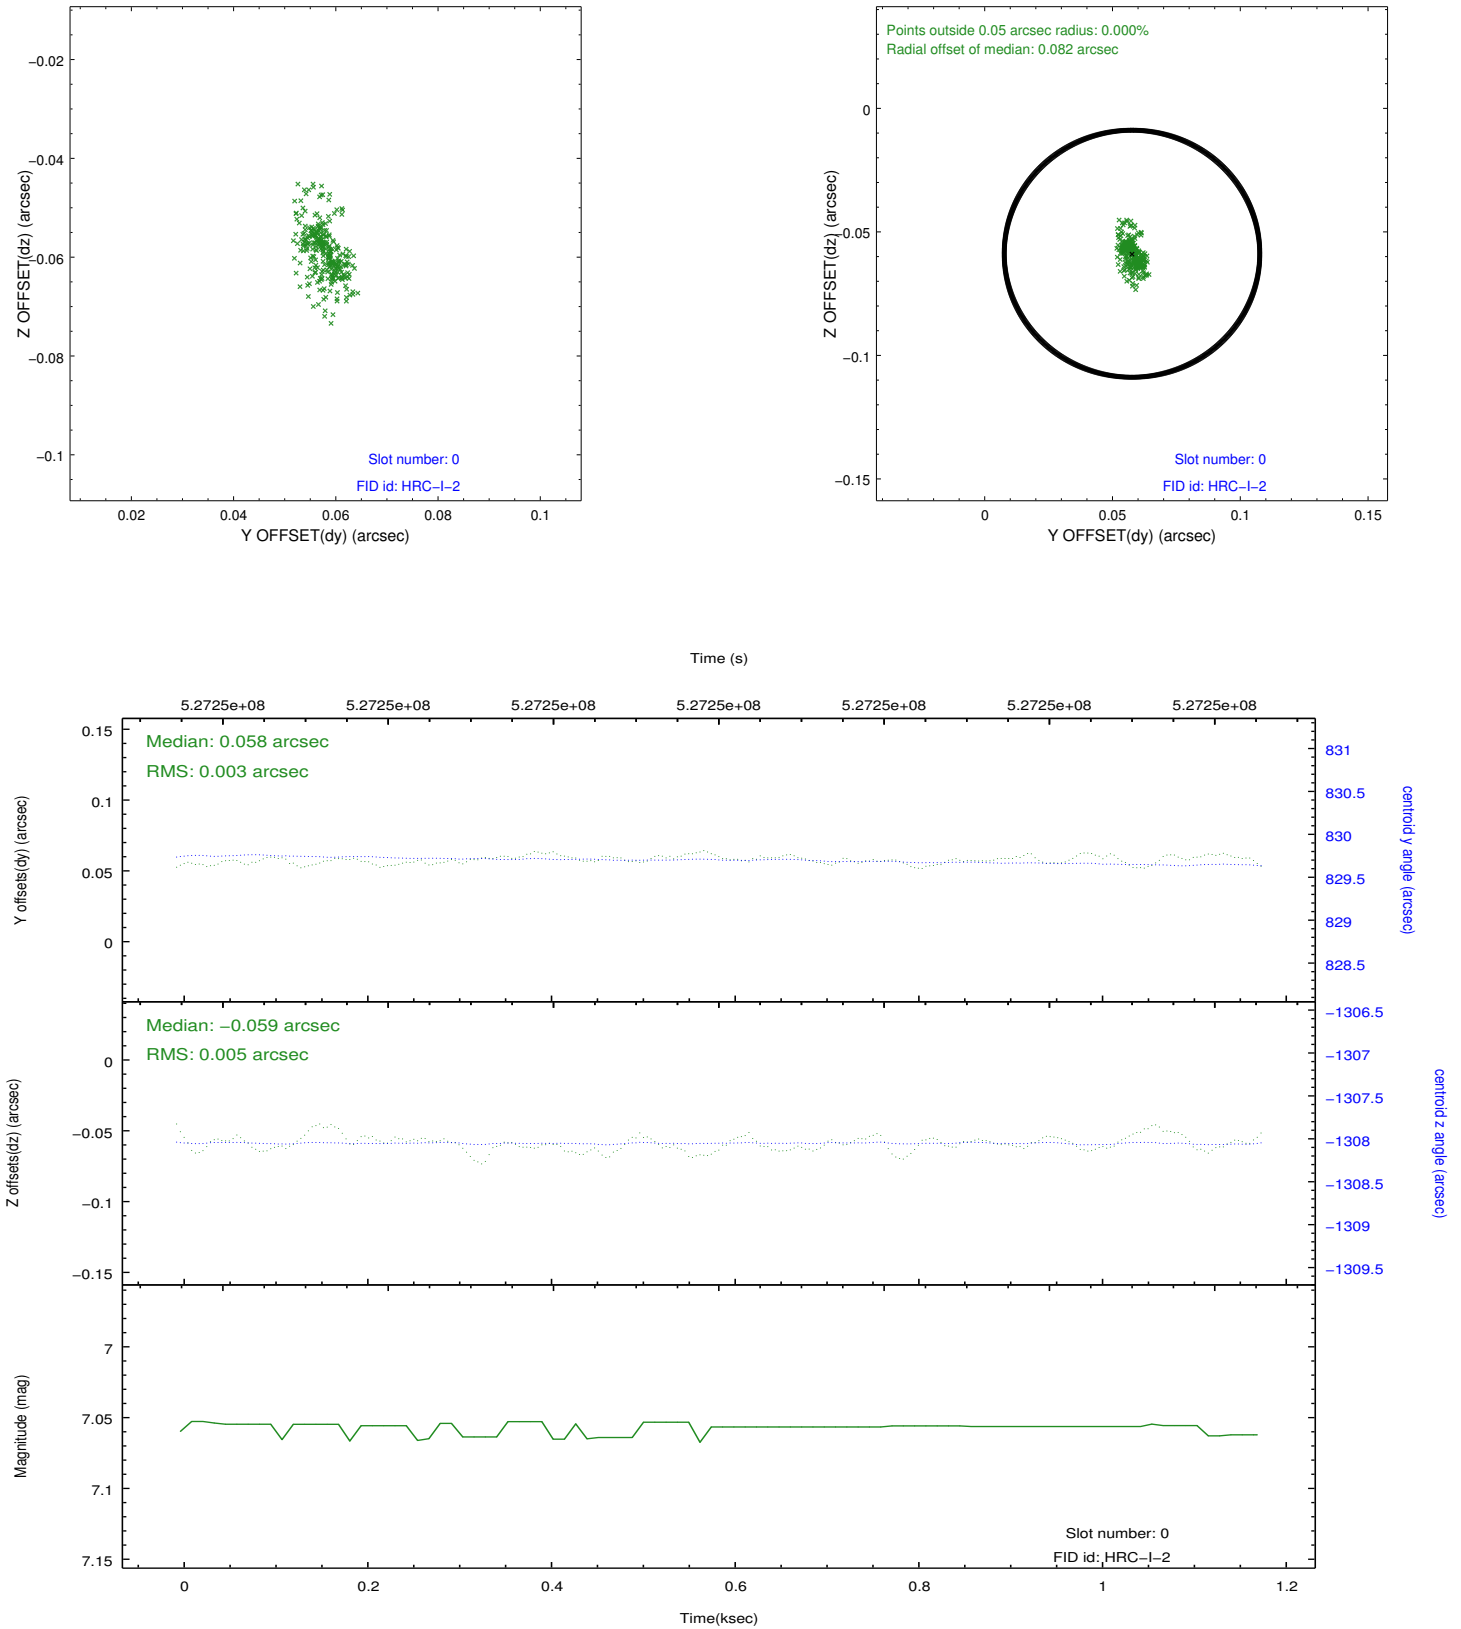 −0.02
−0.04
−0.06
−0.08
−0.1
Z OFFSET(dz) (arcsec)
Slot number: 0
FID id: HRC−I−2
0.02
0.04
0.06
0.08
0.1
Y OFFSET(dy) (arcsec)
Points outside 0.05 arcsec radius: 0.000%
Radial offset of median: 0.082 arcsec
0
−0.05
−0.1
−0.15
Z OFFSET(dz) (arcsec)
Slot number: 0
FID id: HRC−I−2
0
0.05
0.1
0.15
Y OFFSET(dy) (arcsec)
Time (s)
5.2725e+08
5.2725e+08
5.2725e+08
5.2725e+08
5.2725e+08
5.2725e+08
5.2725e+08
Median: 0.058 arcsec
RMS: 0.003 arcsec
0.15
0.1
0.05
0
Y offsets(dy) (arcsec)
831
830.5
830
829.5
829
828.5
centroid y angle (arcsec)
Median: −0.059 arcsec
RMS: 0.005 arcsec
0
−0.05
−0.1
−0.15
Z offsets(dz) (arcsec)
−1306.5
−1307
−1307.5
−1308
−1308.5
−1309
−1309.5
centroid z angle (arcsec)
7
7.05
7.1
7.15
Magnitude (mag)
Slot number: 0
FID id: HRC−I−2
0
0.2
0.4
0.6
0.8
1
1.2
Time(ksec)